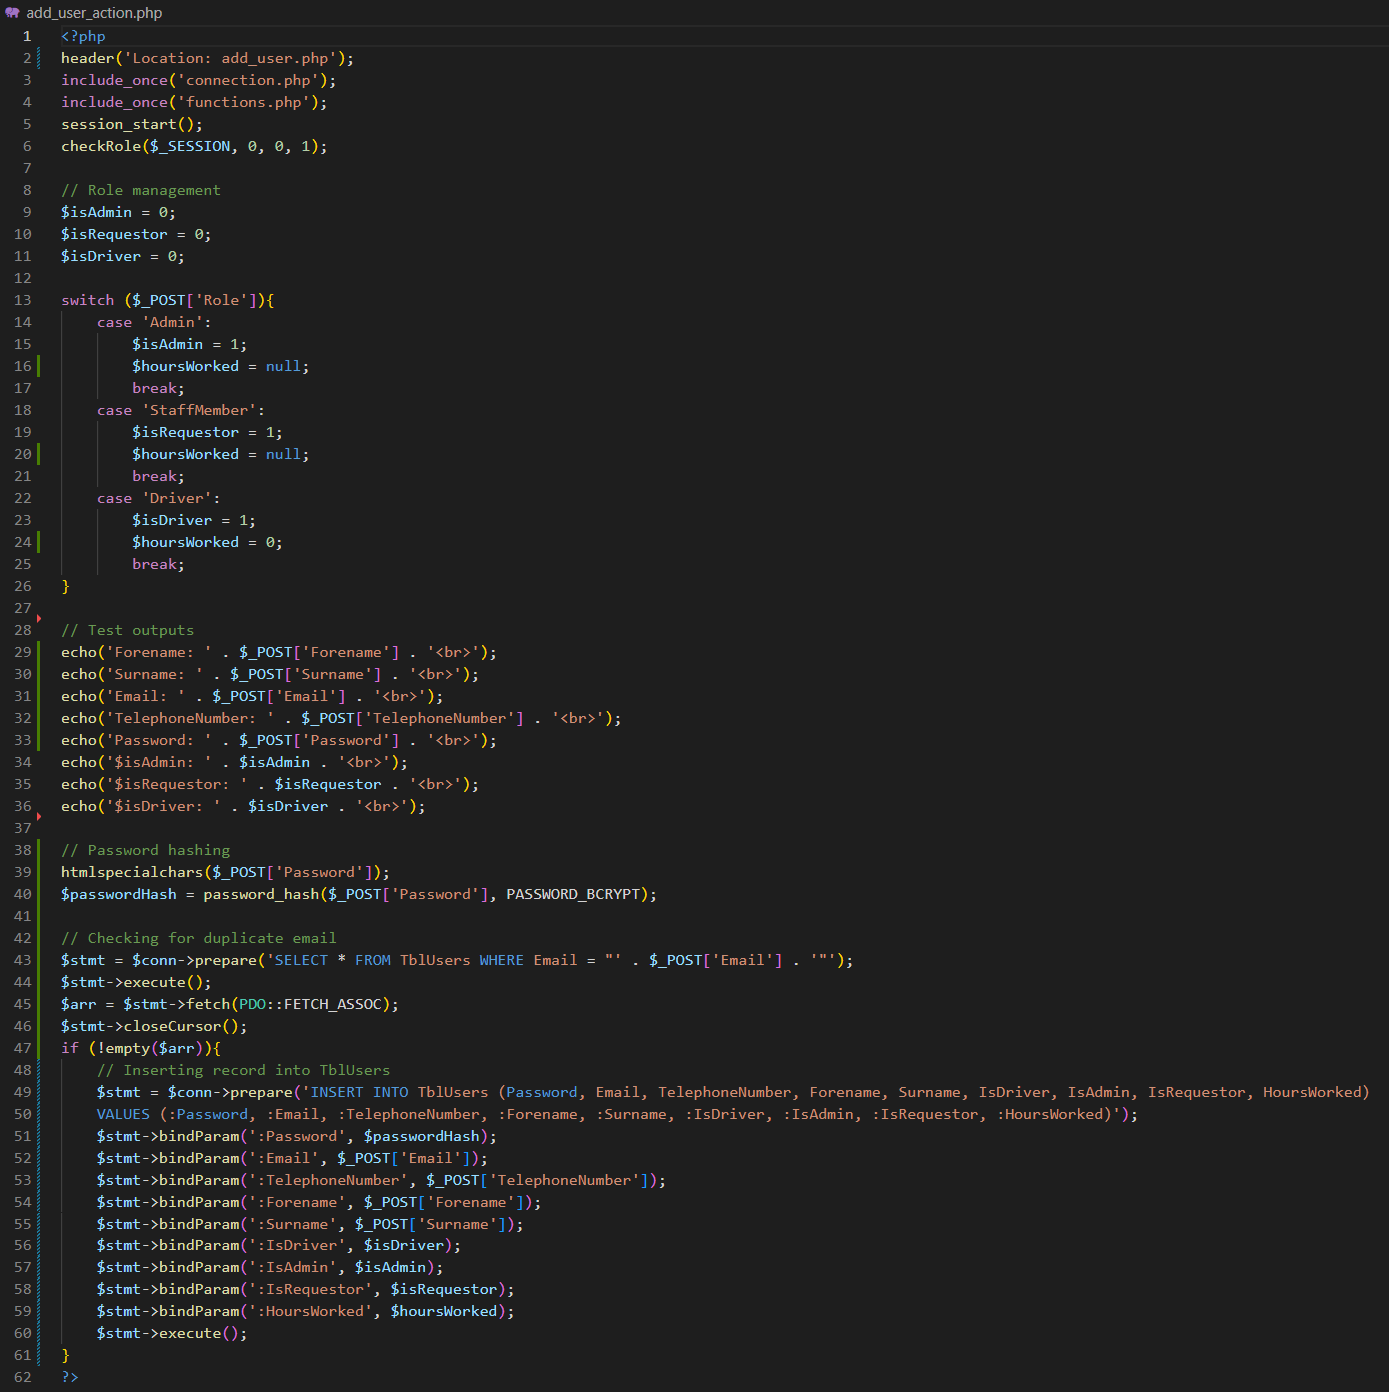 add_user_action.php
1 <?php
2 header('Location: add_user.php');
3 include_once('connection.php');
4 include_once('functions.php');
5 session_start();
6 checkRole($_SESSION, 0, 0, 1);
7
8 // Role management
9 $isAdmin = 0;
10 $isRequestor = 0;
11 $isDriver = 0;
12
13 switch ($_POST['Role']){
14     case 'Admin':
15         $isAdmin = 1;
16         $hoursWorked = null;
17         break;
18     case 'StaffMember':
19         $isRequestor = 1;
20         $hoursWorked = null;
21         break;
22     case 'Driver':
23         $isDriver = 1;
24         $hoursWorked = 0;
25         break;
26 }
27
28 // Test outputs
29 echo('Forename: ' . $_POST['Forename'] . '<br>');
30 echo('Surname: ' . $_POST['Surname'] . '<br>');
31 echo('Email: ' . $_POST['Email'] . '<br>');
32 echo('TelephoneNumber: ' . $_POST['TelephoneNumber'] . '<br>');
33 echo('Password: ' . $_POST['Password'] . '<br>');
34 echo('$isAdmin: ' . $isAdmin . '<br>');
35 echo('$isRequestor: ' . $isRequestor . '<br>');
36 echo('$isDriver: ' . $isDriver . '<br>');
37
38 // Password hashing
39 htmlspecialchars($_POST['Password']);
40 $passwordHash = password_hash($_POST['Password'], PASSWORD_BCRYPT);
41
42 // Checking for duplicate email
43 $stmt = $conn->prepare('SELECT * FROM TblUsers WHERE Email = "' . $_POST['Email'] . '"');
44 $stmt->execute();
45 $arr = $stmt->fetch(PDO::FETCH_ASSOC);
46 $stmt->closeCursor();
47 if (!empty($arr)){
48     // Inserting record into TblUsers
49     $stmt = $conn->prepare('INSERT INTO TblUsers (Password, Email, TelephoneNumber, Forename, Surname, IsDriver, IsAdmin, IsRequestor, HoursWorked)
50     VALUES (:Password, :Email, :TelephoneNumber, :Forename, :Surname, :IsDriver, :IsAdmin, :IsRequestor, :HoursWorked)');
51     $stmt->bindParam(':Password', $passwordHash);
52     $stmt->bindParam(':Email', $_POST['Email']);
53     $stmt->bindParam(':TelephoneNumber', $_POST['TelephoneNumber']);
54     $stmt->bindParam(':Forename', $_POST['Forename']);
55     $stmt->bindParam(':Surname', $_POST['Surname']);
56     $stmt->bindParam(':IsDriver', $isDriver);
57     $stmt->bindParam(':IsAdmin', $isAdmin);
58     $stmt->bindParam(':IsRequestor', $isRequestor);
59     $stmt->bindParam(':HoursWorked', $hoursWorked);
60     $stmt->execute();
61 }
62 ?>